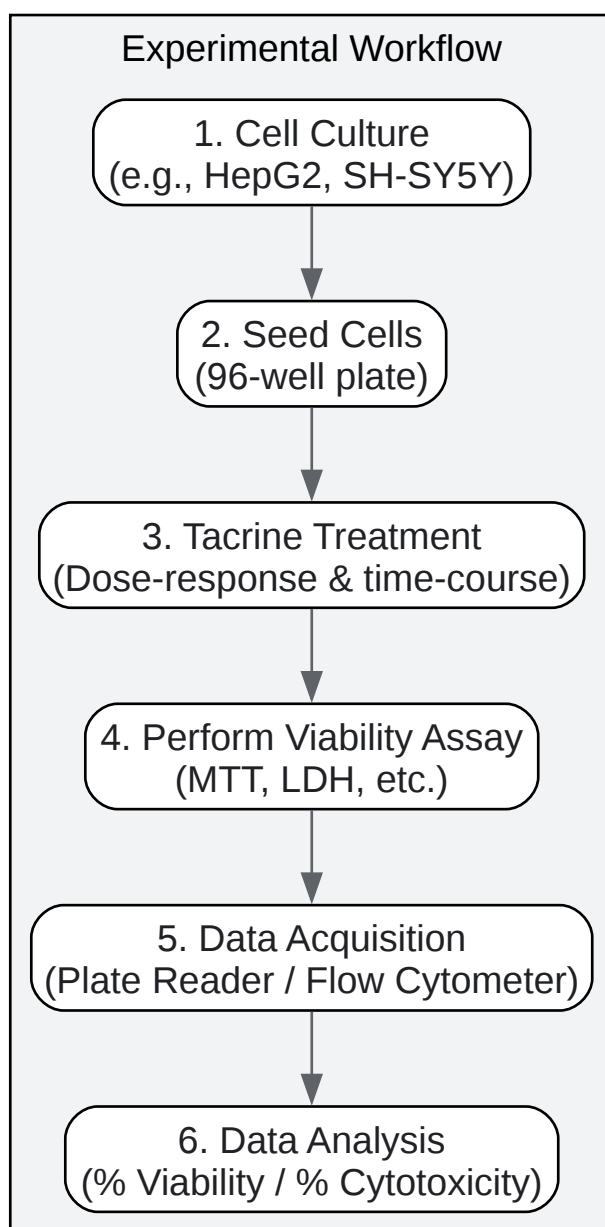 Experimental Workflow
1. Cell Culture
(e.g., HepG2, SH-SY5Y)
2. Seed Cells
(96-well plate)
3. Tacrine Treatment
(Dose-response & time-course)
4. Perform Viability Assay
(MTT, LDH, etc.)
5. Data Acquisition
(Plate Reader / Flow Cytometer)
6. Data Analysis
(% Viability / % Cytotoxicity)